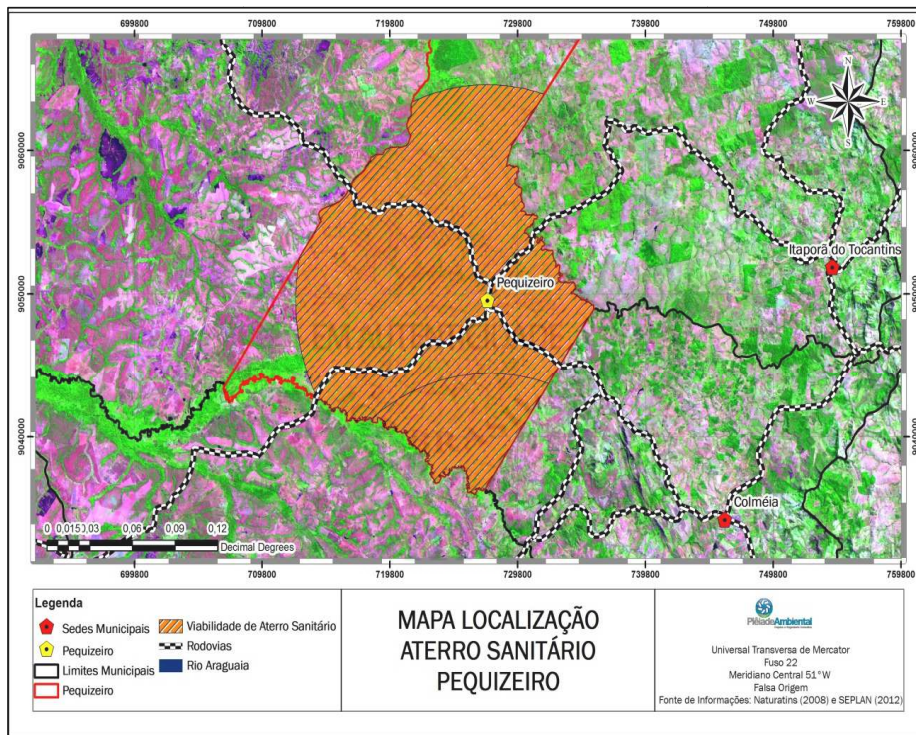 699800 709800 719800 729800 739800 749800 759800
N
W E
S
9060000 9060000
Itaporã do Tocantins
Pequizeiro
9050000 9050000
9040000 9040000
Colméia
0 0,015 0,03 0,06 0,09 0,12
Decimal Degrees
699800 709800 719800 729800 739800 749800 759800
Legenda
Sedes Municipais
Pequizeiro
Limites Municipais
Pequizeiro
Viabilidade de Aterro Sanitário
Rodovias
Rio Araguaia
MAPA LOCALIZAÇÃO
ATERRO SANITÁRIO
PEQUIZEIRO
PlêiadeAmbiental
Universal Transversa de Mercator
Fuso 22
Meridiano Central 51°W
Falsa Origem
Fonte de Informações: Naturatins (2008) e SEPLAN (2012)